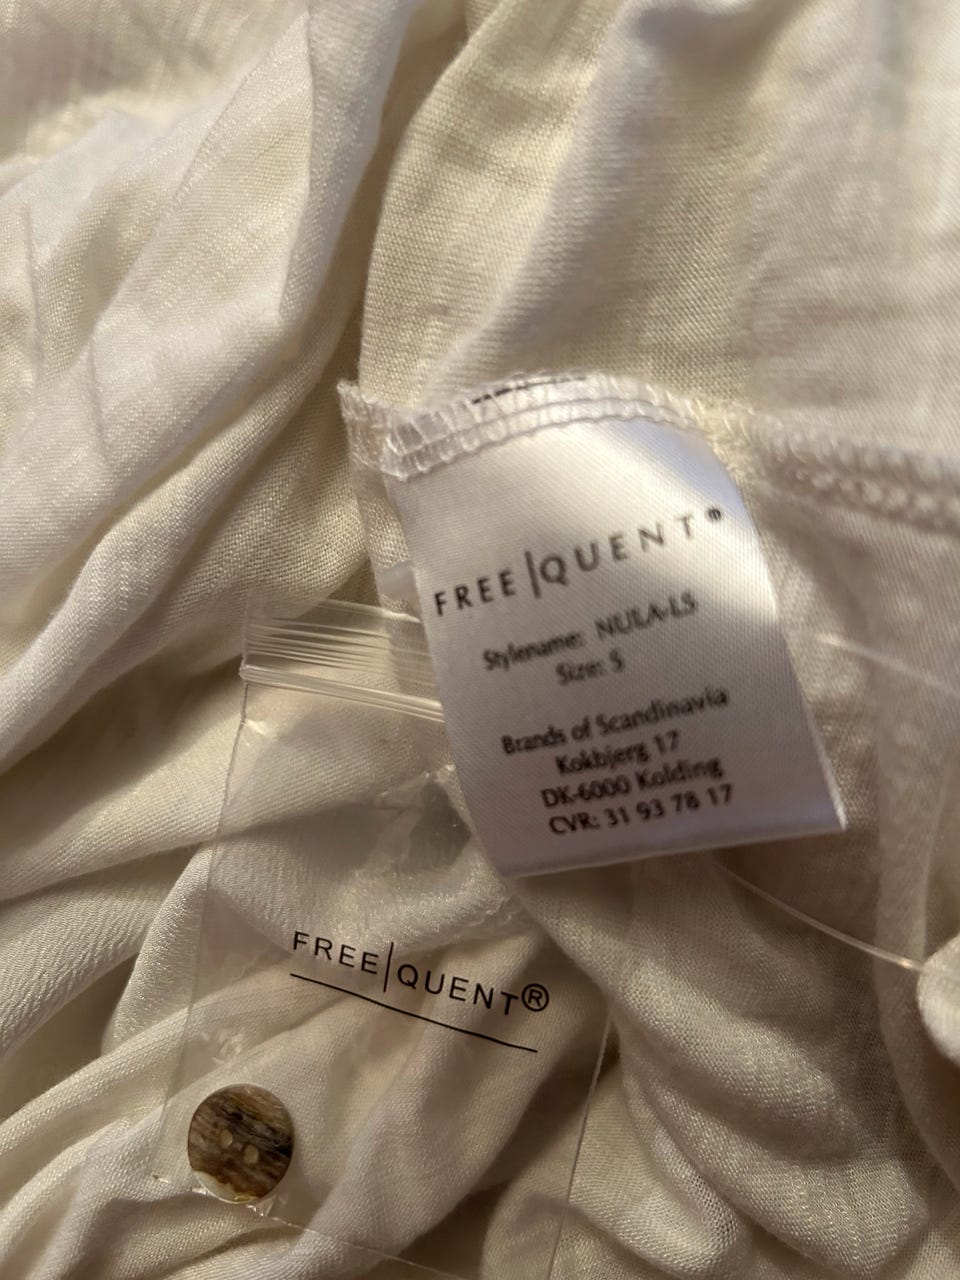 FREE|QUENT®
Stylename: NULA-LS
Size: S
Brands of Scandinavia
Kokbjerg 17
DK-6000 Kolding
CVR: 31 93 78 17
FREE|QUENT®